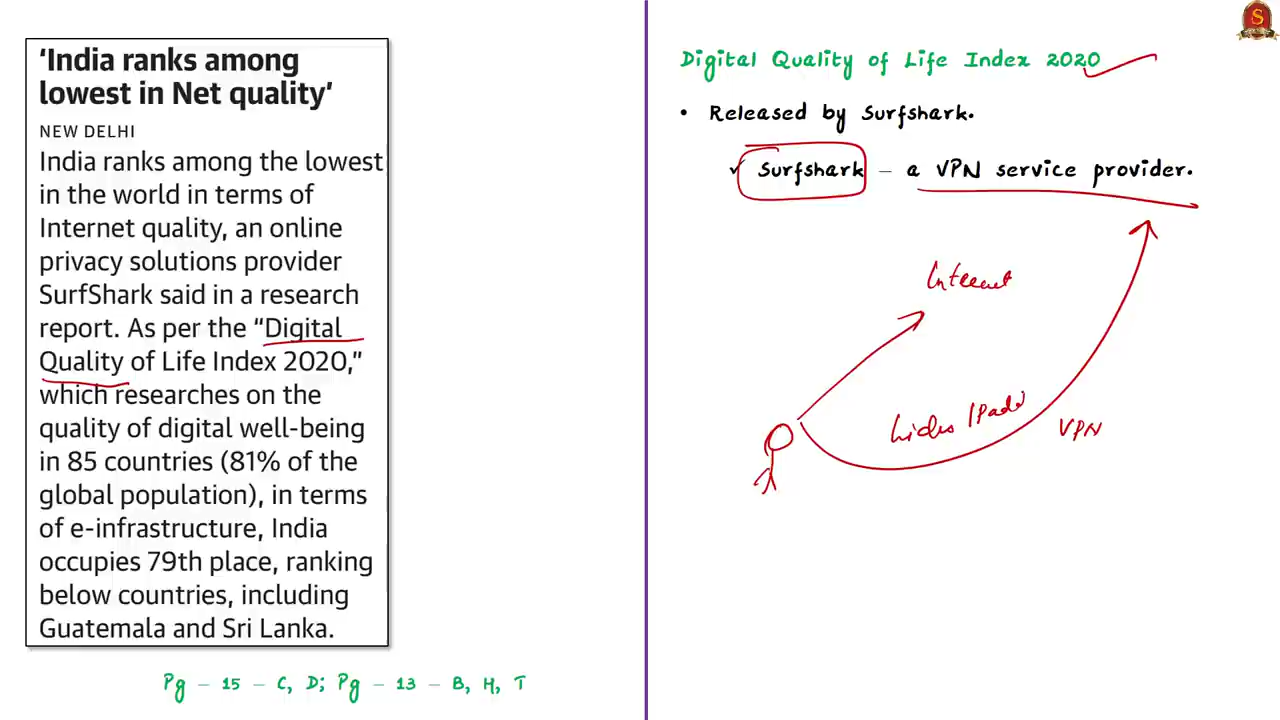 ‘India ranks among
lowest in Net quality’
NEW DELHI
India ranks among the lowest
in the world in terms of
Internet quality, an online
privacy solutions provider
SurfShark said in a research
report. As per the “Digital
Quality of Life Index 2020,”
which researches on the
quality of digital well-being
in 85 countries (81% of the
global population), in terms
of e-infrastructure, India
occupies 79th place, ranking
below countries, including
Guatemala and Sri Lanka.
Pg – 15 – C, D; Pg – 13 – B, H, T
Digital Quality of Life Index 2020
• Released by Surfshark.
Surfshark – a VPN service provider.
Internet
hides IP add
VPN
S